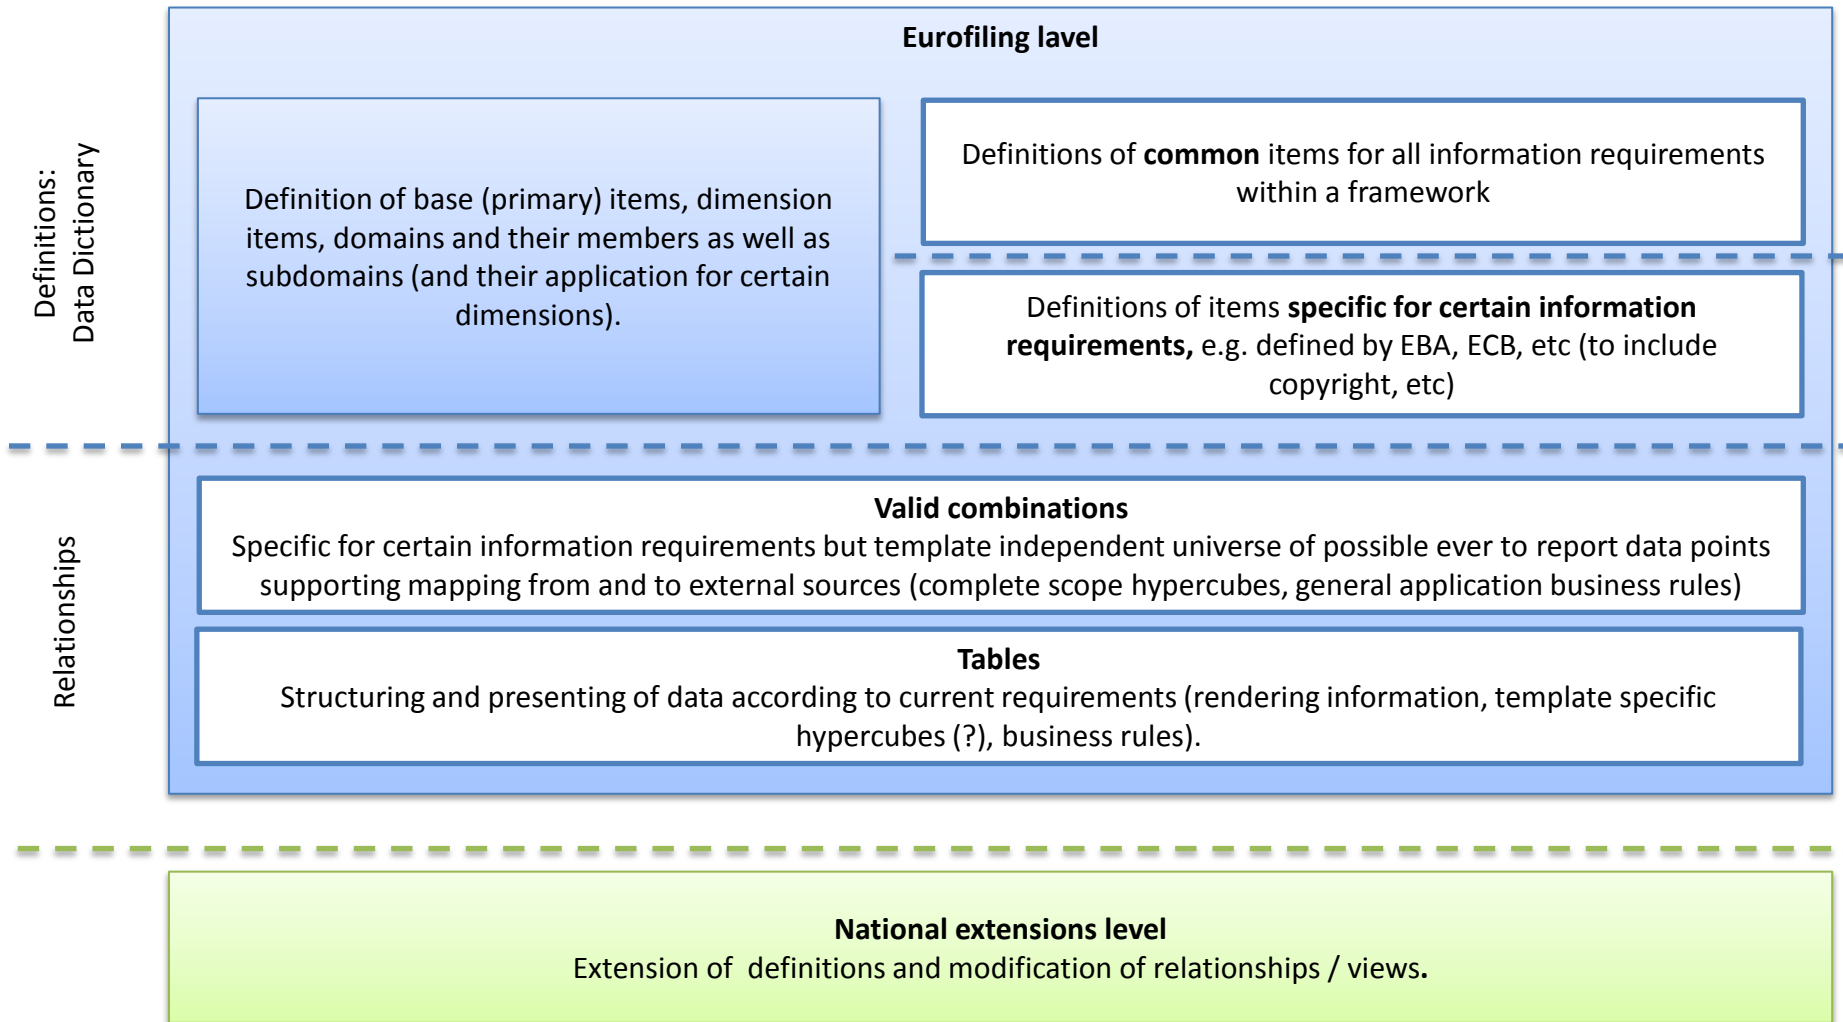 Eurofiling lavel
Definitions:
Data Dictionary
Definition of base (primary) items, dimension
items, domains and their members as well as
subdomains (and their application for certain
dimensions).
Definitions of common items for all information requirements
within a framework
Definitions of items specific for certain information
requirements, e.g. defined by EBA, ECB, etc (to include
copyright, etc)
Relationships
Valid combinations
Specific for certain information requirements but template independent universe of possible ever to report data points
supporting mapping from and to external sources (complete scope hypercubes, general application business rules)
Tables
Structuring and presenting of data according to current requirements (rendering information, template specific
hypercubes (?), business rules).
National extensions level
Extension of  definitions and modification of relationships / views.